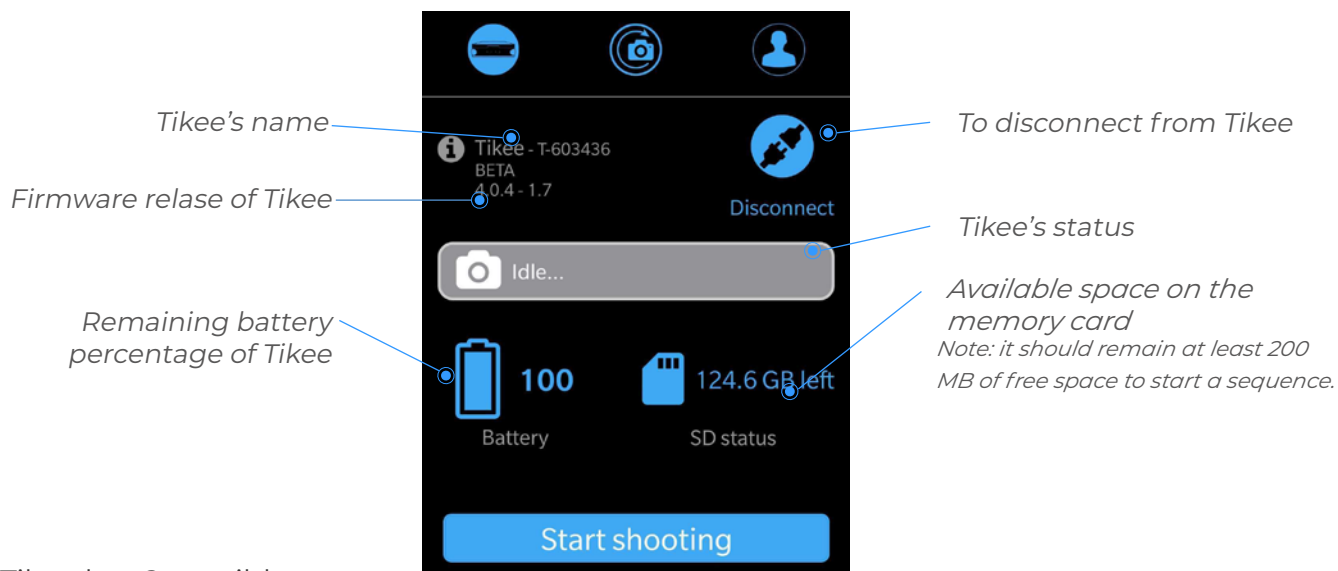 Tikee's name
Firmware relase of Tikee
Remaining battery
percentage of Tikee
Tikee - T-603436
BETA
4.0.4 - 1.7
Disconnect
Idle...
100
124.6 GB left
Battery
SD status
Start shooting
To disconnect from Tikee
Tikee's status
Available space on the
memory card
Note: it should remain at least 200
MB of free space to start a sequence.